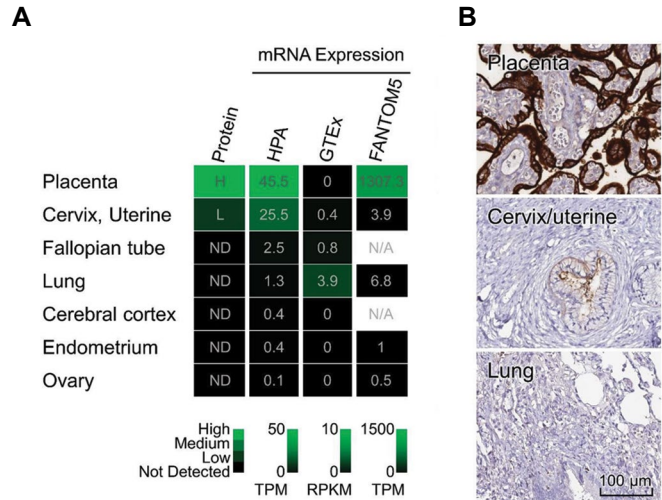 A
B
mRNA Expression
Protein
HPA
GTEx
FANTOM5
Placenta H 45.5 0 1307.3
Cervix, Uterine L 25.5 0.4 3.9
Fallopian tube ND 2.5 0.8 N/A
Lung ND 1.3 3.9 6.8
Cerebral cortex ND 0.4 0 N/A
Endometrium ND 0.4 0 1
Ovary ND 0.1 0 0.5
High 50 10 1500
Medium
Low
Not Detected 0 0 0
TPM RPKM TPM
Placenta
Cervix/uterine
Lung
100 µm